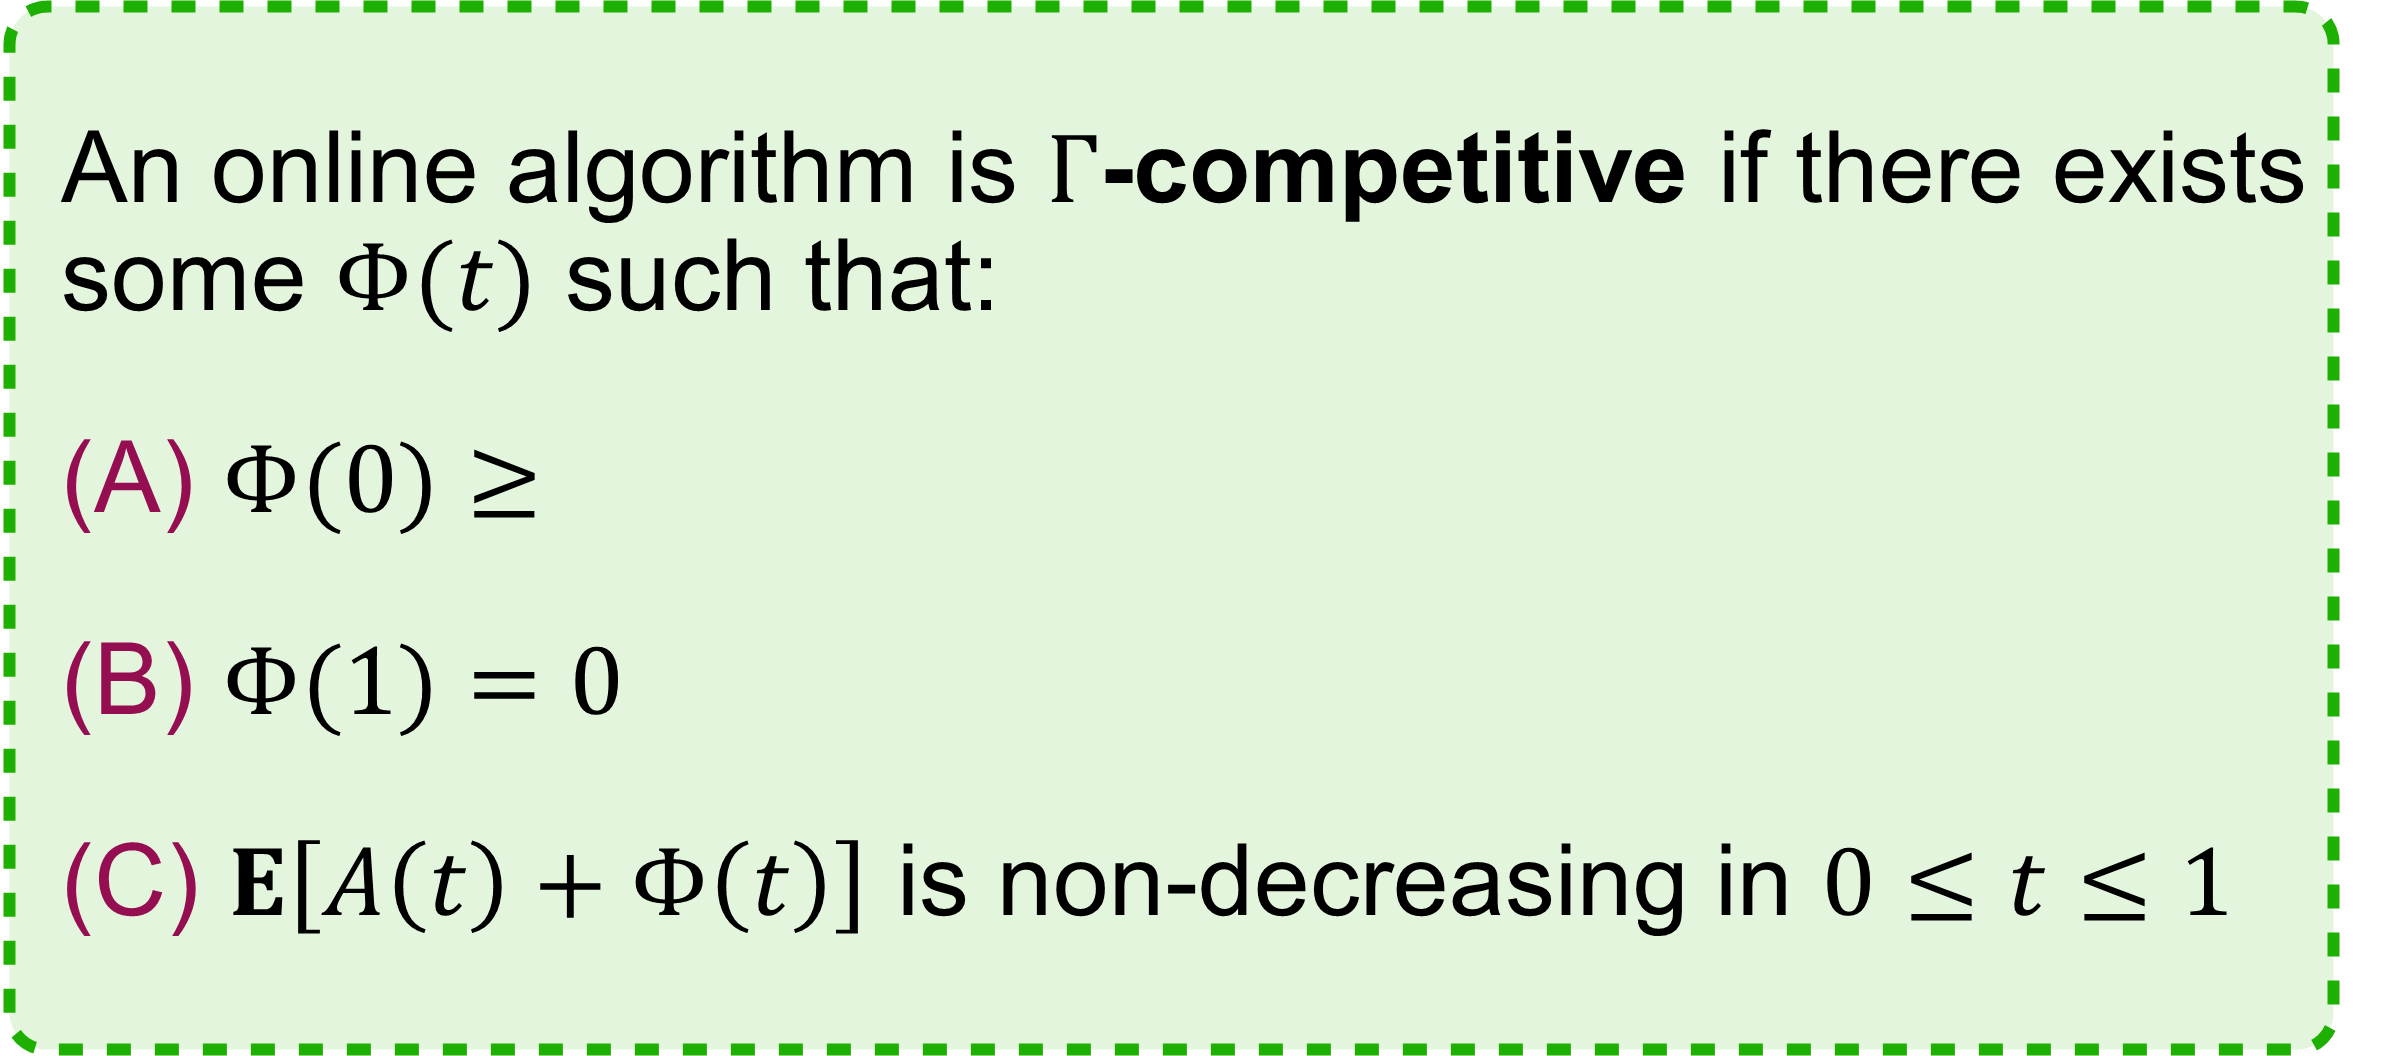 An online algorithm is Γ-competitive if there exists
some Φ(t) such that:
(A) Φ(0) ≥
(B) Φ(1) = 0
(C) E[A(t) + Φ(t)] is non-decreasing in 0 ≤ t ≤ 1